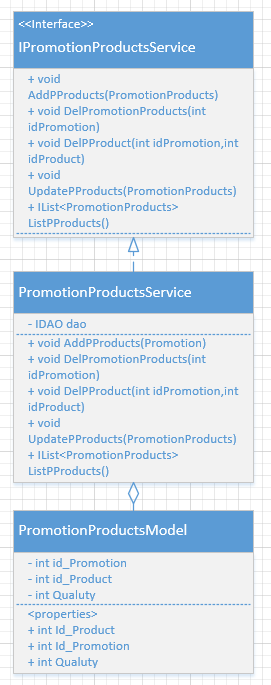 <<Interface>>
IPromotionProductsService
+ void
AddPProducts(PromotionProducts)
+ void DelPromotionProducts(int
idPromotion)
+ void DelPProduct(int idPromotion,int
idProduct)
+ void
UpdatePProducts(PromotionProducts)
+ IList<PromotionProducts>
ListPProducts()
PromotionProductsService
- IDAO dao
+ void AddPProducts(Promotion)
+ void DelPromotionProducts(int
idPromotion)
+ void DelPProduct(int idPromotion,int
idProduct)
+ void
UpdatePProducts(PromotionProducts)
+ IList<PromotionProducts>
ListPProducts()
PromotionProductsModel
- int id_Promotion
- int id_Product
- int Qualuty
<properties>
+ int Id_Product
+ int Id_Promotion
+ int Qualuty